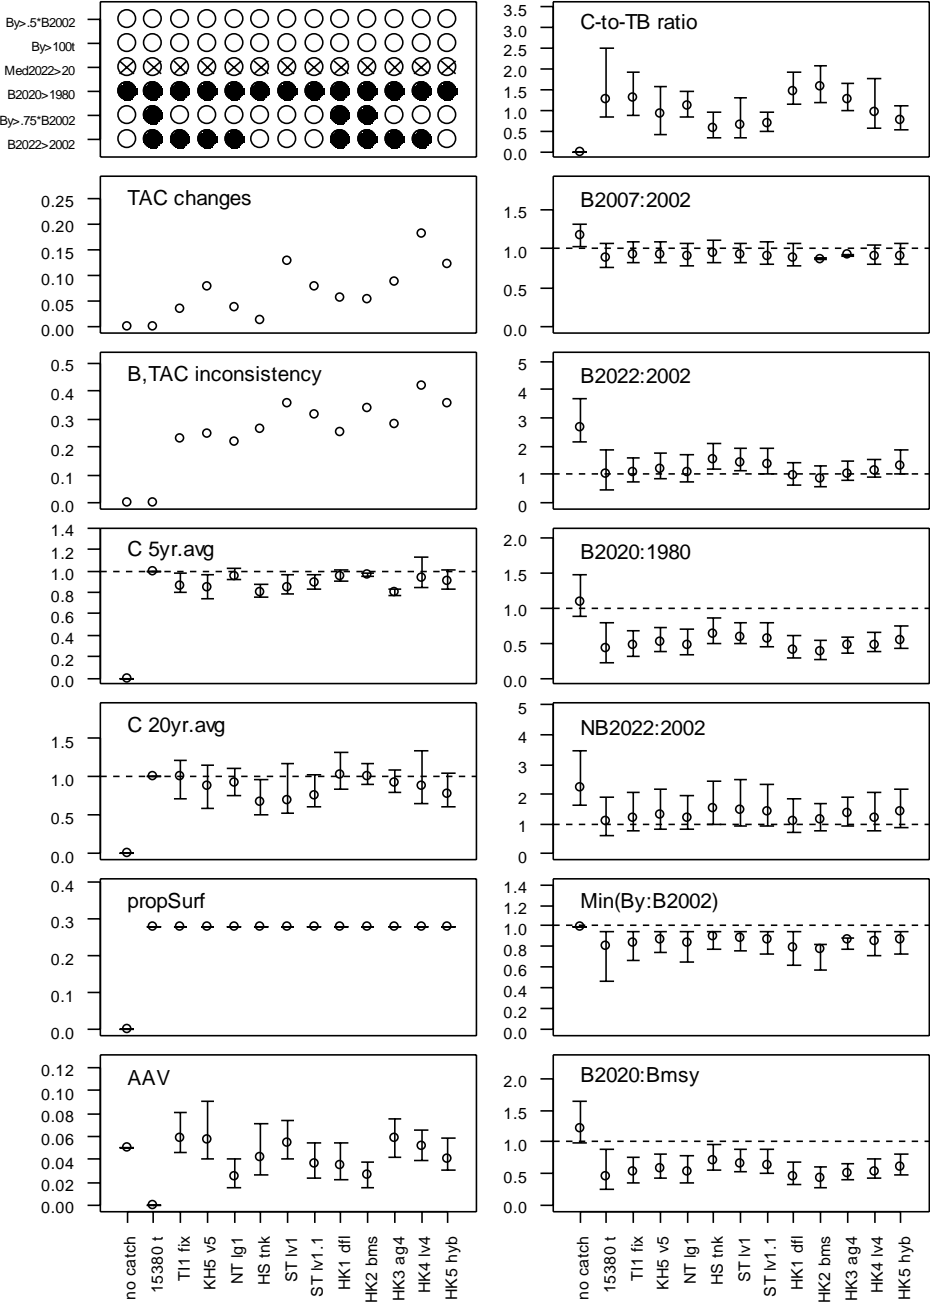 By>.5*B2002
By>100t
Med2022>20
B2020>1980
By>.75*B2002
B2022>2002
C-to-TB ratio
3.5
3.0
2.5
2.0
1.5
1.0
0.5
0.0
TAC changes
0.25
0.20
0.15
0.10
0.05
0.00
B2007:2002
1.5
1.0
0.5
0.0
B,TAC inconsistency
0.5
0.4
0.3
0.2
0.1
0.0
B2022:2002
5
4
3
2
1
0
C 5yr.avg
1.4
1.2
1.0
0.8
0.6
0.4
0.2
0.0
B2020:1980
2.0
1.5
1.0
0.5
0.0
C 20yr.avg
1.5
1.0
0.5
0.0
NB2022:2002
5
4
3
2
1
0
propSurf
0.4
0.3
0.2
0.1
0.0
Min(By:B2002)
1.4
1.2
1.0
0.8
0.6
0.4
0.2
0.0
AAV
0.12
0.10
0.08
0.06
0.04
0.02
0.00
B2020:Bmsy
2.0
1.5
1.0
0.5
0.0
no catch
15380 t
TI1 fix
KH5 v5
NT lg1
HS tnk
ST lv1
ST lv1.1
HK1 dfl
HK2 bms
HK3 ag4
HK4 lv4
HK5 hyb
no catch
15380 t
TI1 fix
KH5 v5
NT lg1
HS tnk
ST lv1
ST lv1.1
HK1 dfl
HK2 bms
HK3 ag4
HK4 lv4
HK5 hyb